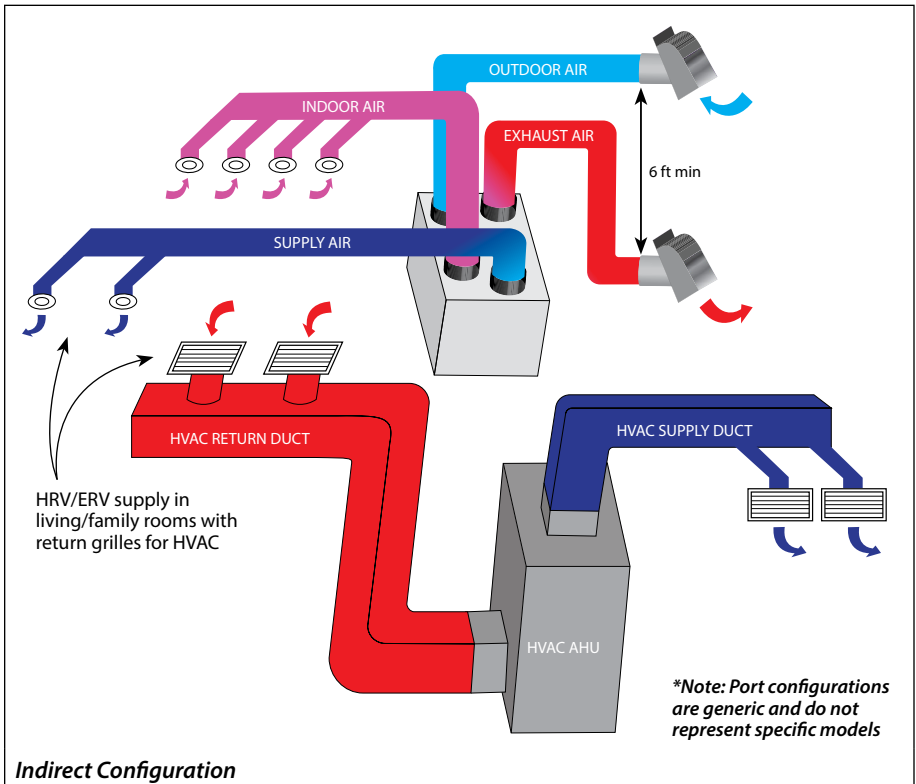 OUTDOOR AIR
INDOOR AIR
EXHAUST AIR
6 ft min
SUPPLY AIR
HVAC RETURN DUCT
HVAC SUPPLY DUCT
HRV/ERV supply in
living/family rooms with
return grilles for HVAC
HVAC AHU
*Note: Port configurations
are generic and do not
represent specific models
Indirect Configuration